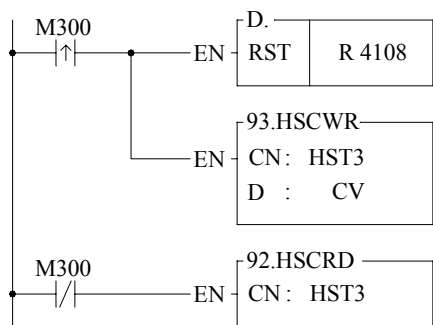 M300
D.
EN RST R 4108
93.HSCWR
EN CN : HST3
D : CV
M300
92.HSCRD
EN CN : HST3